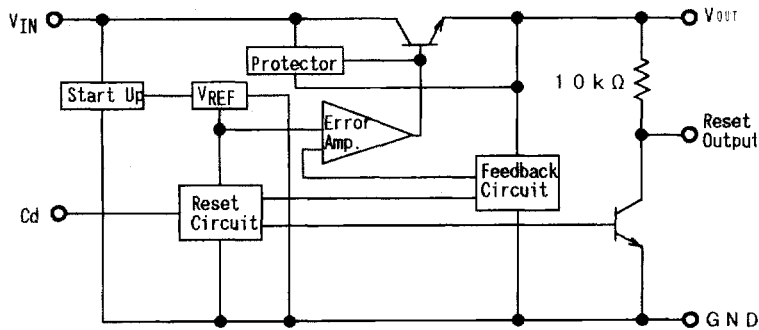 VIN
VOUT
Protector
10kΩ
Start Up
VREF
Error
Amp.
Reset
Output
Feedback
Circuit
Cd
Reset
Circuit
GND